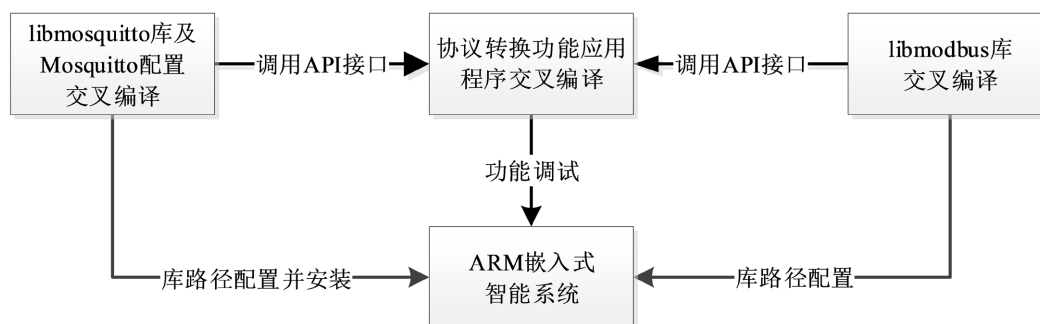 libmosquitto库及
Mosquitto配置
交叉编译
调用API接口
协议转换功能应用
程序交叉编译
调用API接口
libmodbus库
交叉编译
功能调试
库路径配置并安装
ARM嵌入式
智能系统
库路径配置